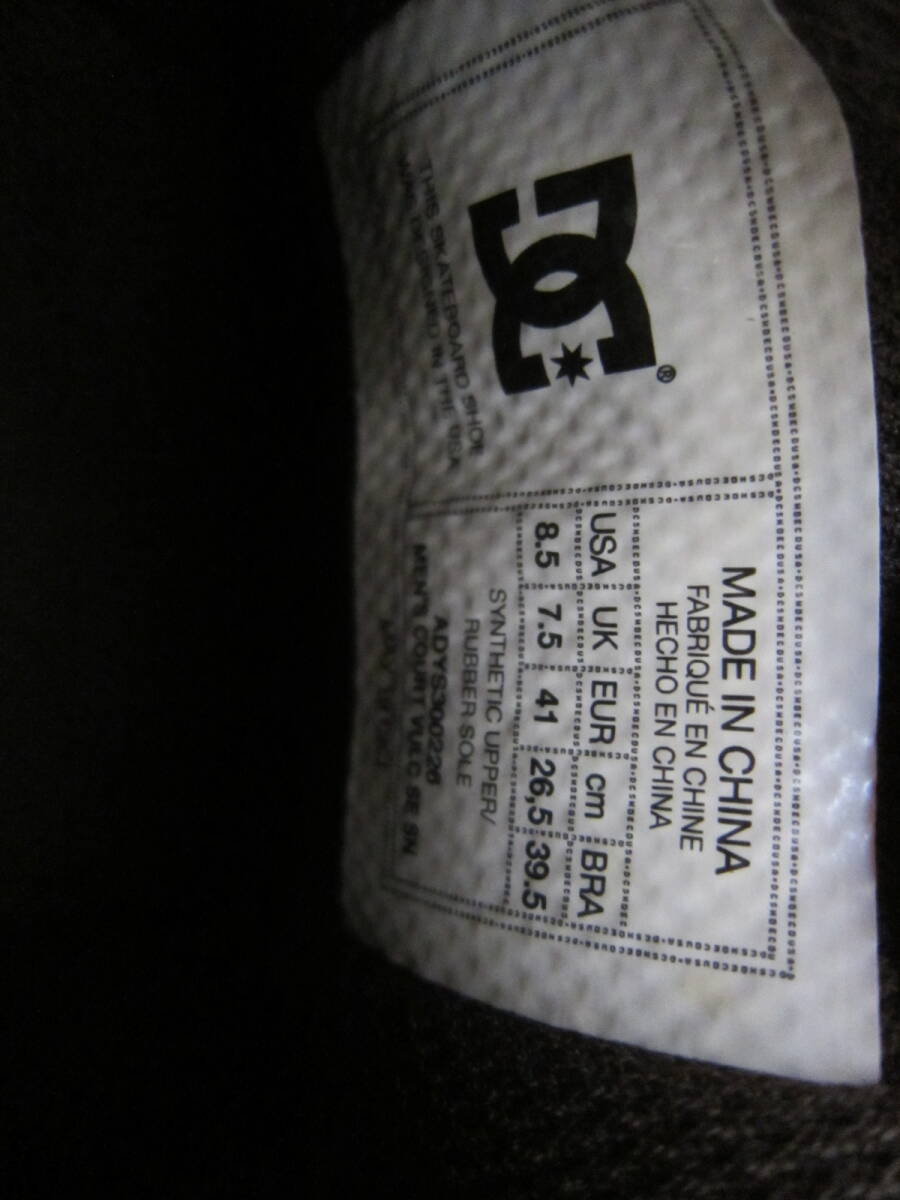 DC
®
THIS SKATEBOARD SHOE
WAS DESIGNED IN THE USA
MADE IN CHINA
FABRIQUÉ EN CHINE
HECHO EN CHINA
USA UK EUR cm BRA
8.5 7.5 41 26,5 39.5
SYNTHETIC UPPER/
RUBBER SOLE
ADYS300226
MEN'S COURT VULC SE SN